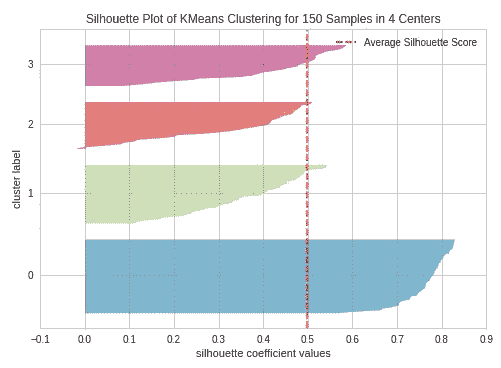 Silhouette Plot of KMeans Clustering for 150 Samples in 4 Centers
Average Silhouette Score
cluster label
3
2
1
0
−0.1 0.0 0.1 0.2 0.3 0.4 0.5 0.6 0.7 0.8 0.9
silhouette coefficient values